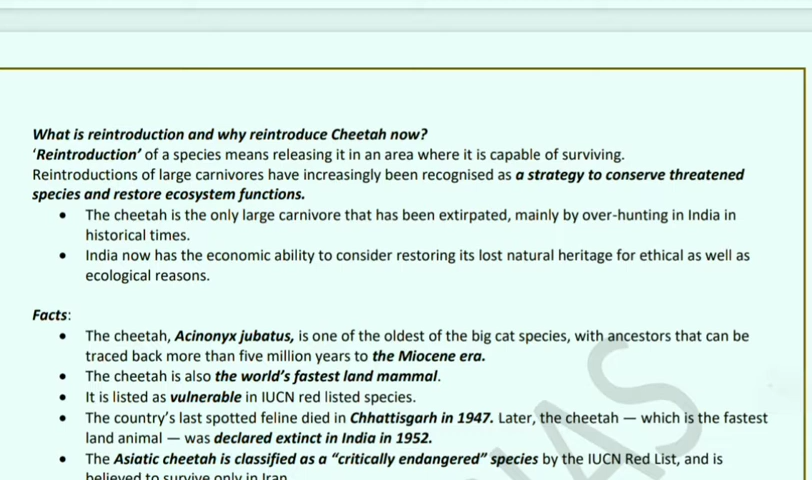 What is reintroduction and why reintroduce Cheetah now?
‘Reintroduction’ of a species means releasing it in an area where it is capable of surviving.
Reintroductions of large carnivores have increasingly been recognised as a strategy to conserve threatened
species and restore ecosystem functions.
• The cheetah is the only large carnivore that has been extirpated, mainly by over-hunting in India in
historical times.
• India now has the economic ability to consider restoring its lost natural heritage for ethical as well as
ecological reasons.
Facts:
• The cheetah, Acinonyx jubatus, is one of the oldest of the big cat species, with ancestors that can be
traced back more than five million years to the Miocene era.
• The cheetah is also the world’s fastest land mammal.
• It is listed as vulnerable in IUCN red listed species.
• The country’s last spotted feline died in Chhattisgarh in 1947. Later, the cheetah — which is the fastest
land animal — was declared extinct in India in 1952.
• The Asiatic cheetah is classified as a “critically endangered” species by the IUCN Red List, and is
believed to survive only in Iran
IAS